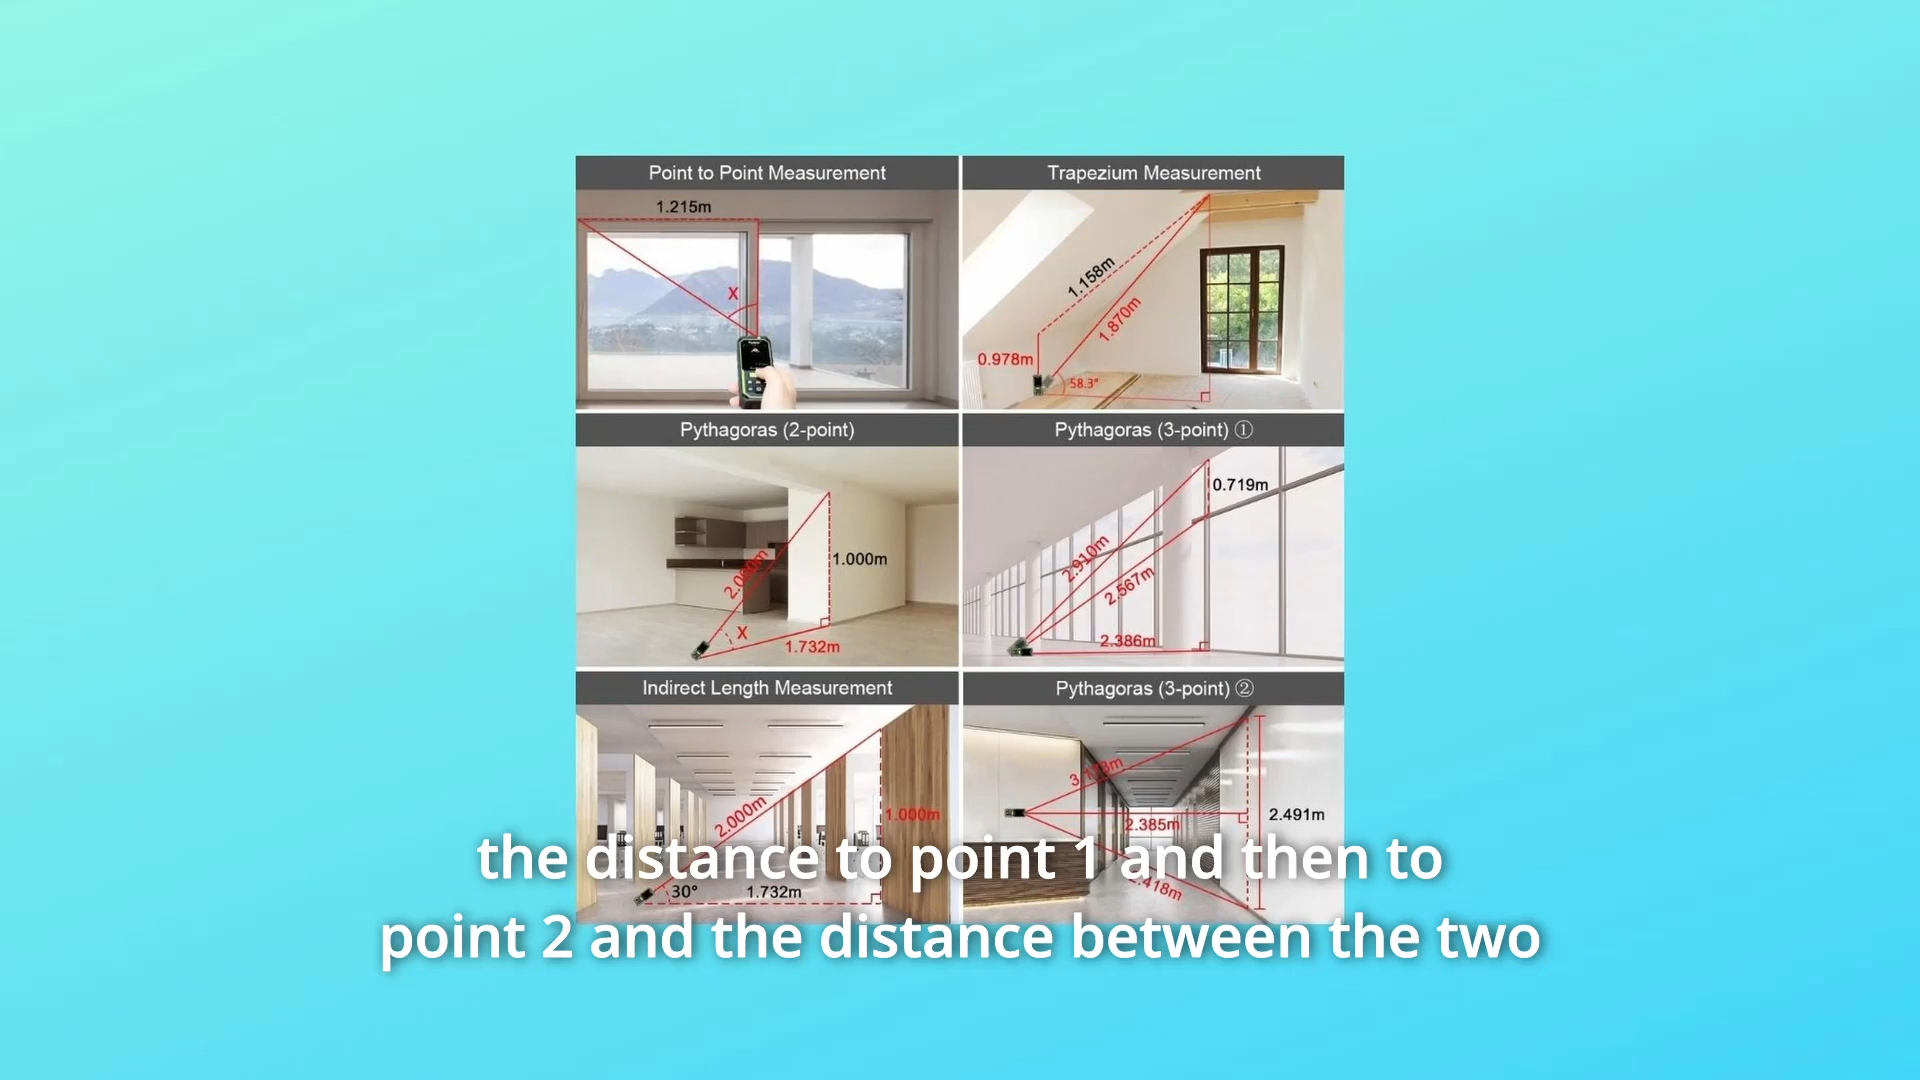 Point to Point Measurement
1.215m
X
Trapezium Measurement
1.158m
1.870m
0.978m
58.3°
Pythagoras (2-point)
1.000m
X
1.732m
Pythagoras (3-point) ①
0.719m
2.910m
2.567m
2.386m
Indirect Length Measurement
2.000m
1.000m
30°
1.732m
Pythagoras (3-point) ②
2.385m
2.491m
the distance to point 1 and then to
point 2 and the distance between the two